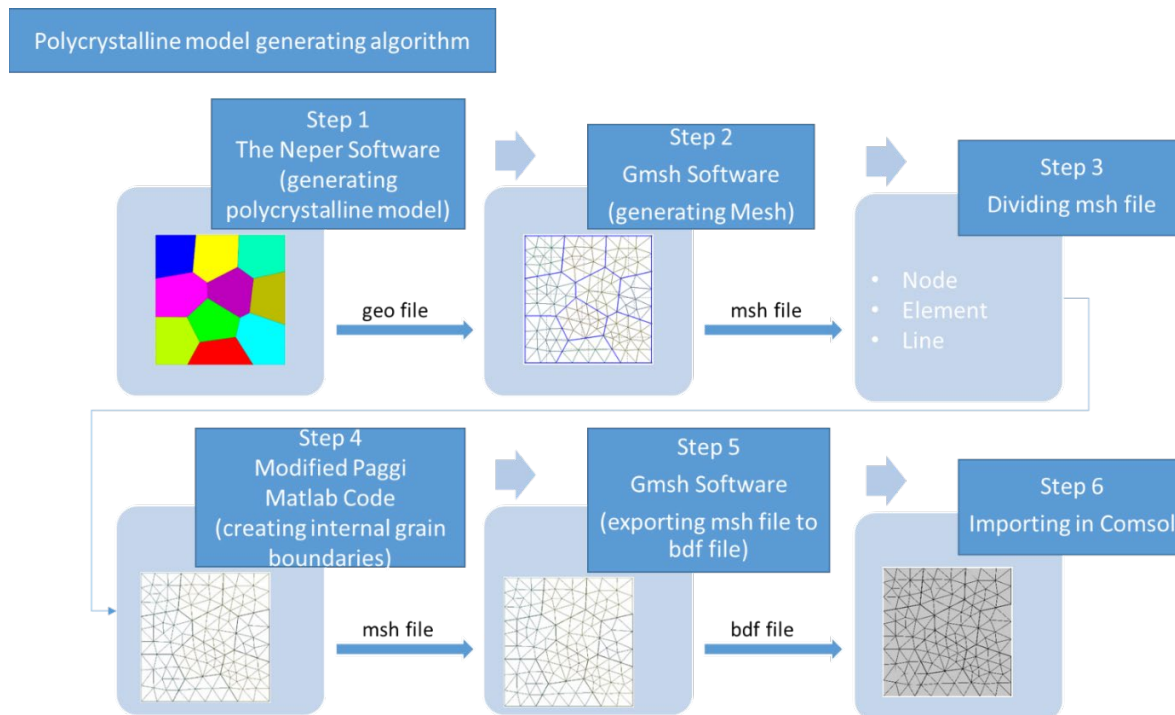 Polycrystalline model generating algorithm
Step 1
The Neper Software
(generating
polycrystalline model)
geo file
Step 2
Gmsh Software
(generating Mesh)
msh file
Step 3
Dividing msh file
• Node
• Element
• Line
Step 4
Modified Paggi
Matlab Code
(creating internal grain
boundaries)
msh file
Step 5
Gmsh Software
(exporting msh file to
bdf file)
bdf file
Step 6
Importing in Comsol